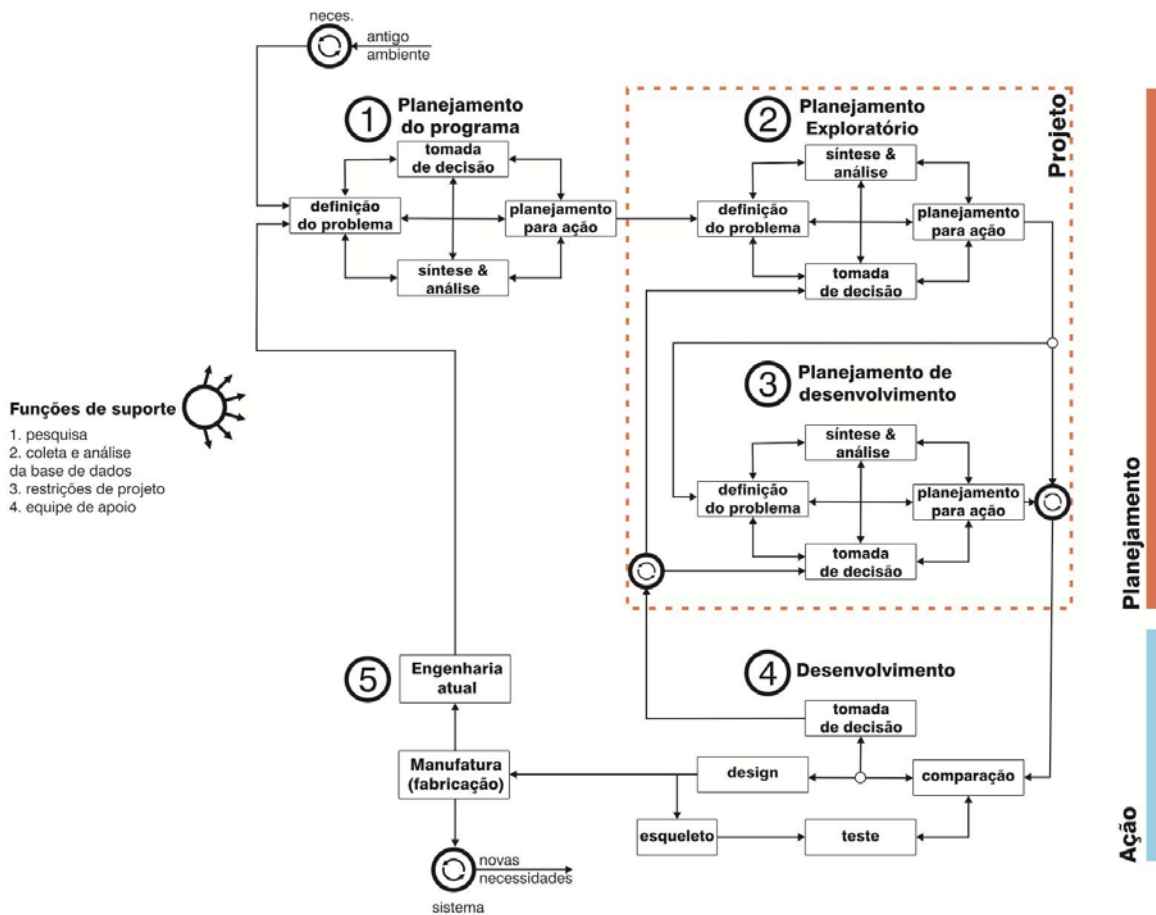 neces.
antigo
ambiente
1
Planejamento
do programa
tomada
de decisão
definição
do problema
planejamento
para ação
síntese &
análise
Projeto
2
Planejamento
Exploratório
síntese &
análise
definição
do problema
planejamento
para ação
tomada
de decisão
3
Planejamento de
desenvolvimento
síntese &
análise
definição
do problema
planejamento
para ação
tomada
de decisão
Planejamento
Funções de suporte
1. pesquisa
2. coleta e análise
da base de dados
3. restrições de projeto
4. equipe de apoio
4
Desenvolvimento
tomada
de decisão
design
comparação
esqueleto
teste
Ação
5
Engenharia
atual
Manufatura
(fabricação)
novas
necessidades
sistema